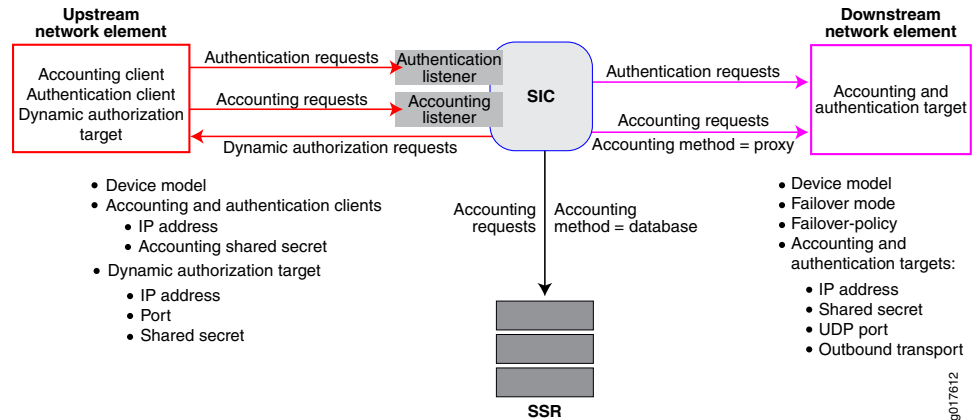 Upstream
network element
Accounting client
Authentication client
Dynamic authorization
target
Authentication requests
Accounting requests
Dynamic authorization requests
Authentication
listener
Accounting
listener
SIC
Authentication requests
Accounting requests
Accounting method = proxy
Downstream
network element
Accounting and
authentication target
• Device model
• Accounting and authentication clients
• IP address
• Accounting shared secret
• Dynamic authorization target
• IP address
• Port
• Shared secret
Accounting
requests
Accounting
method = database
SSR
• Device model
• Failover mode
• Failover-policy
• Accounting and
authentication targets:
• IP address
• Shared secret
• UDP port
• Outbound transport
g017612